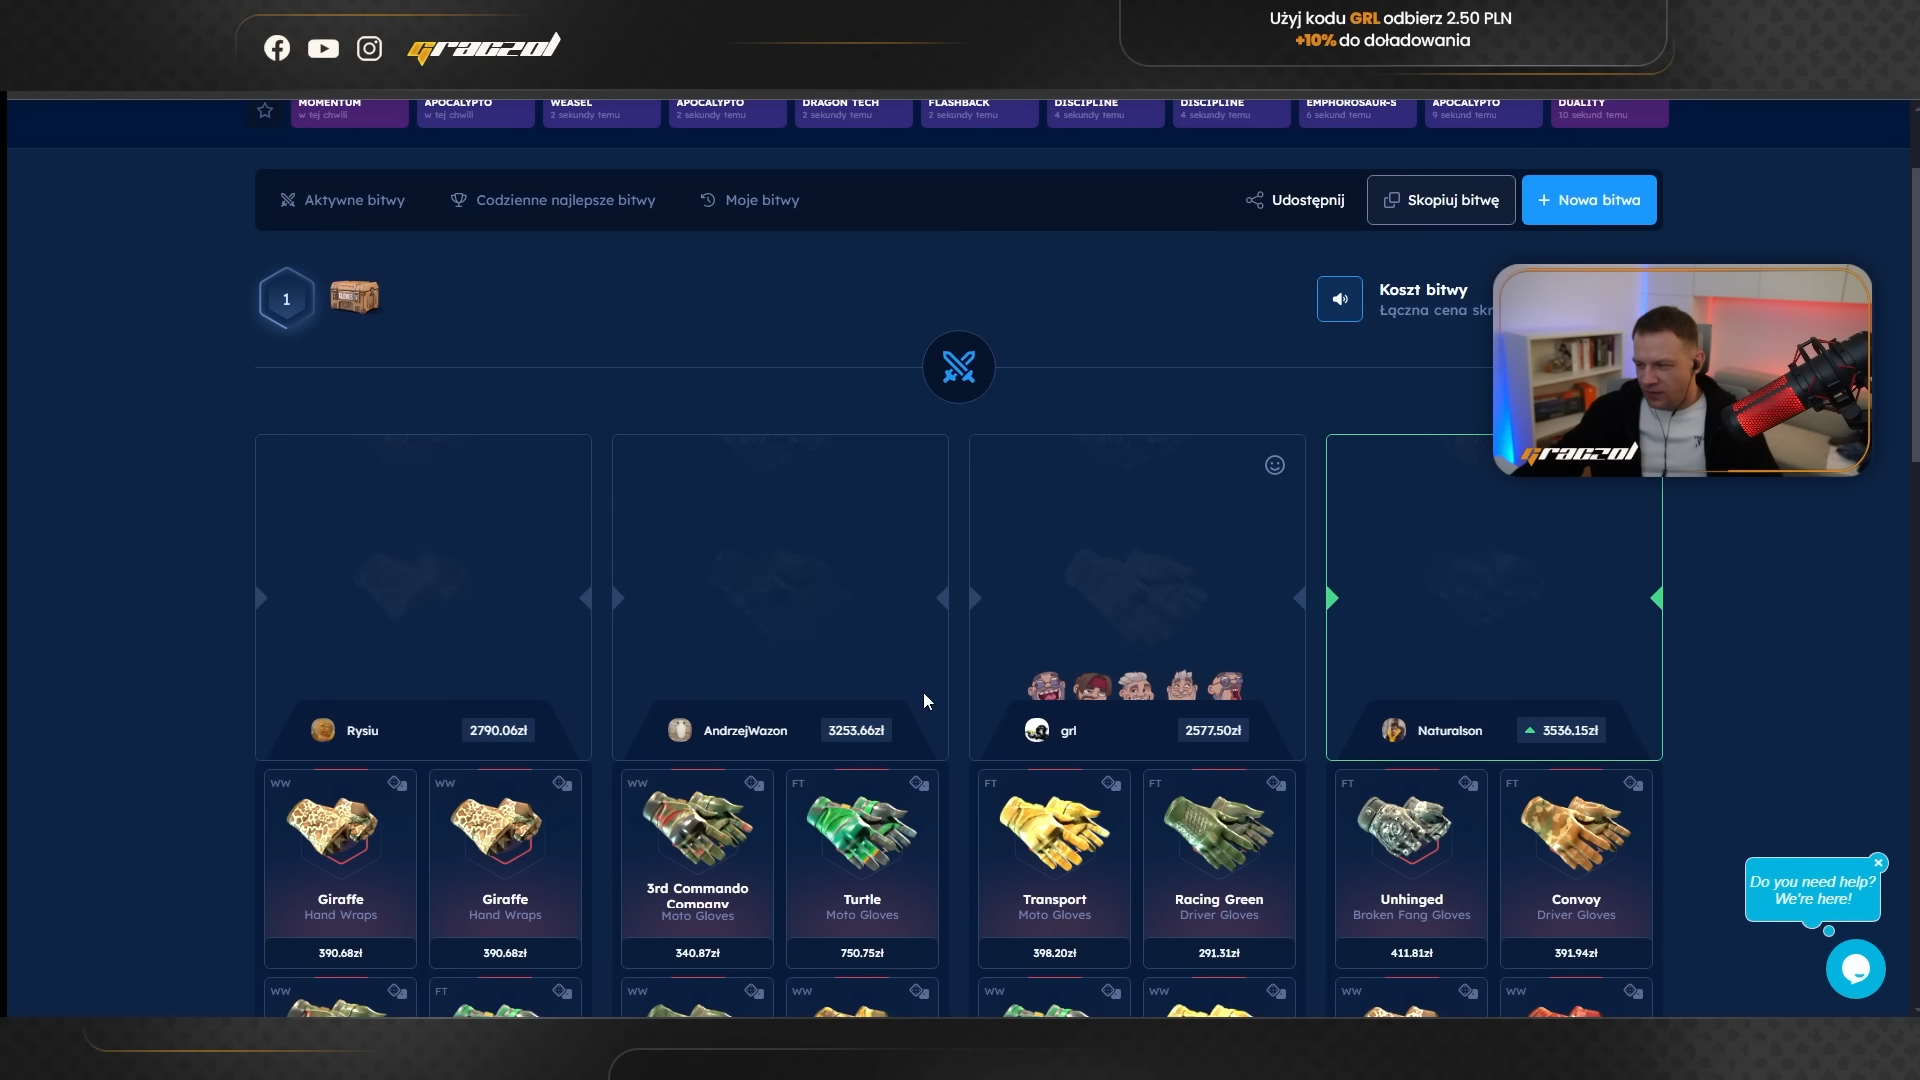 graczol
Użyj kodu GRL odbierz 2.50 PLN
+10% do doładowania
MOMENTUM
w tej chwili
APOCALYPTO
w tej chwili
WEASEL
2 sekundy temu
APOCALYPTO
2 sekundy temu
DRAGON TECH
2 sekundy temu
FLASHBACK
2 sekundy temu
DISCIPLINE
4 sekundy temu
DISCIPLINE
4 sekundy temu
EMPHOROSAUR-S
6 sekund temu
APOCALYPTO
9 sekund temu
DUALITY
10 sekund temu
Aktywne bitwy
Codzienne najlepsze bitwy
Moje bitwy
Udostępnij
Skopiuj bitwę
+ Nowa bitwa
1
Koszt bitwy
Łączna cena skr
graczol
Rysiu
2790.06zł
AndrzejWazon
3253.66zł
grl
2577.50zł
Naturalson
3536.15zł
WW
Giraffe
Hand Wraps
390.68zł
WW
Giraffe
Hand Wraps
390.68zł
WW
3rd Commando
Company
Moto Gloves
340.87zł
FT
Turtle
Moto Gloves
750.75zł
FT
Transport
Moto Gloves
398.20zł
FT
Racing Green
Driver Gloves
291.31zł
FT
Unhinged
Broken Fang Gloves
411.81zł
FT
Convoy
Driver Gloves
391.94zł
Do you need help?
We're here!
WW
FT
WW
WW
WW
WW
WW
WW